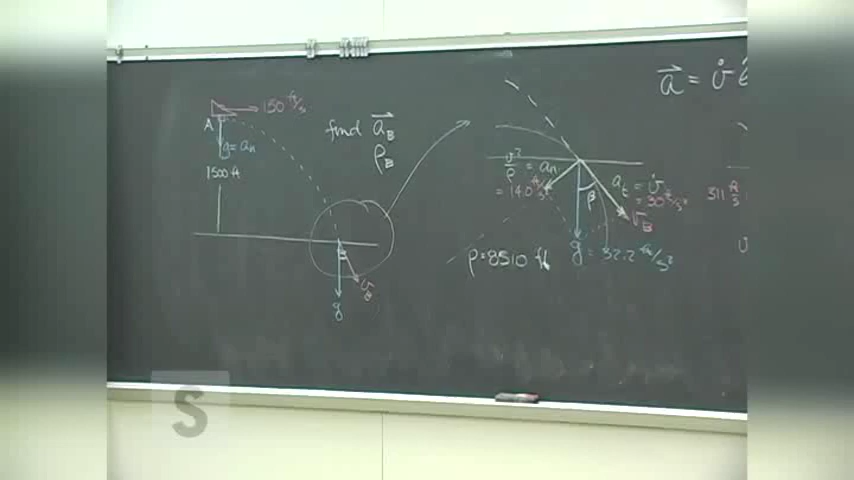 150 ft/s
A
g = an
1500 ft
find a⃗B
ρB
B
g
vB
v²/ρ = an
= 14.0 ft/s²
at = v̇
= 30 ft/s²
β
vB
g = 32.2 ft/s²
ρ = 8510 ft
a⃗ = v̇ ê
311 ft/s
S